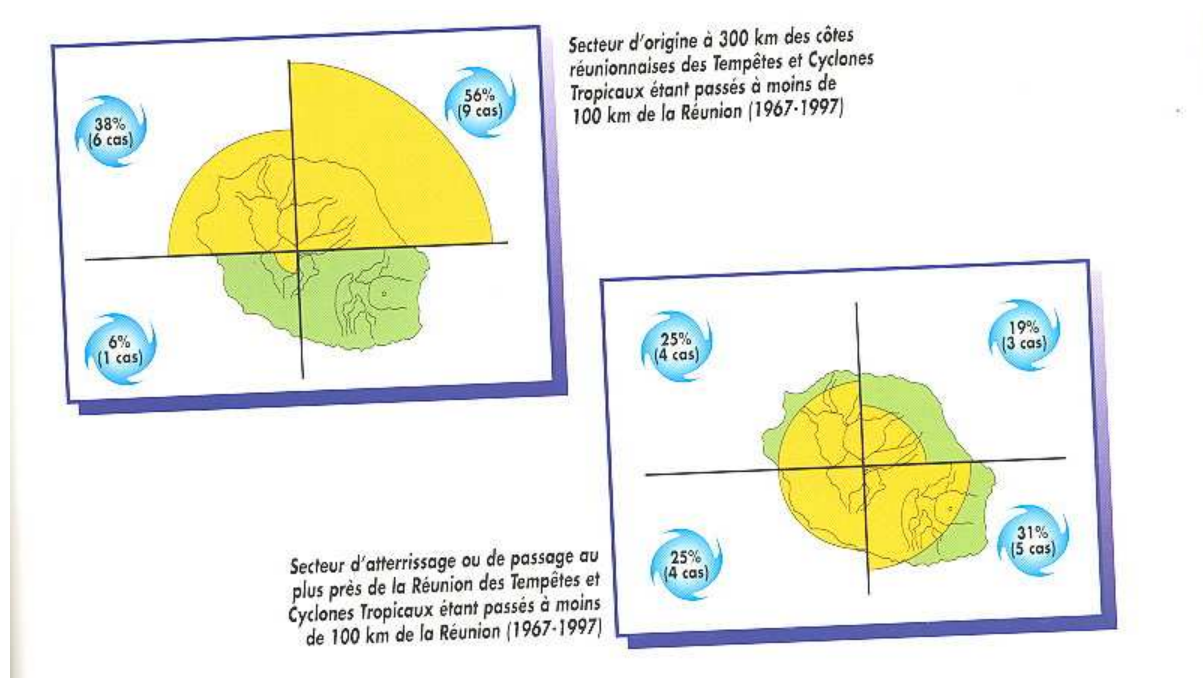 Secteur d'origine à 300 km des côtes
réunionnaises des Tempêtes et Cyclones
Tropicaux étant passés à moins de
100 km de la Réunion (1967-1997)
38%
(6 cas)
56%
(9 cas)
6%
(1 cas)
25%
(4 cas)
19%
(3 cas)
25%
(4 cas)
31%
(5 cas)
Secteur d'atterrissage ou de passage au
plus près de la Réunion des Tempêtes et
Cyclones Tropicaux étant passés à moins
de 100 km de la Réunion (1967-1997)